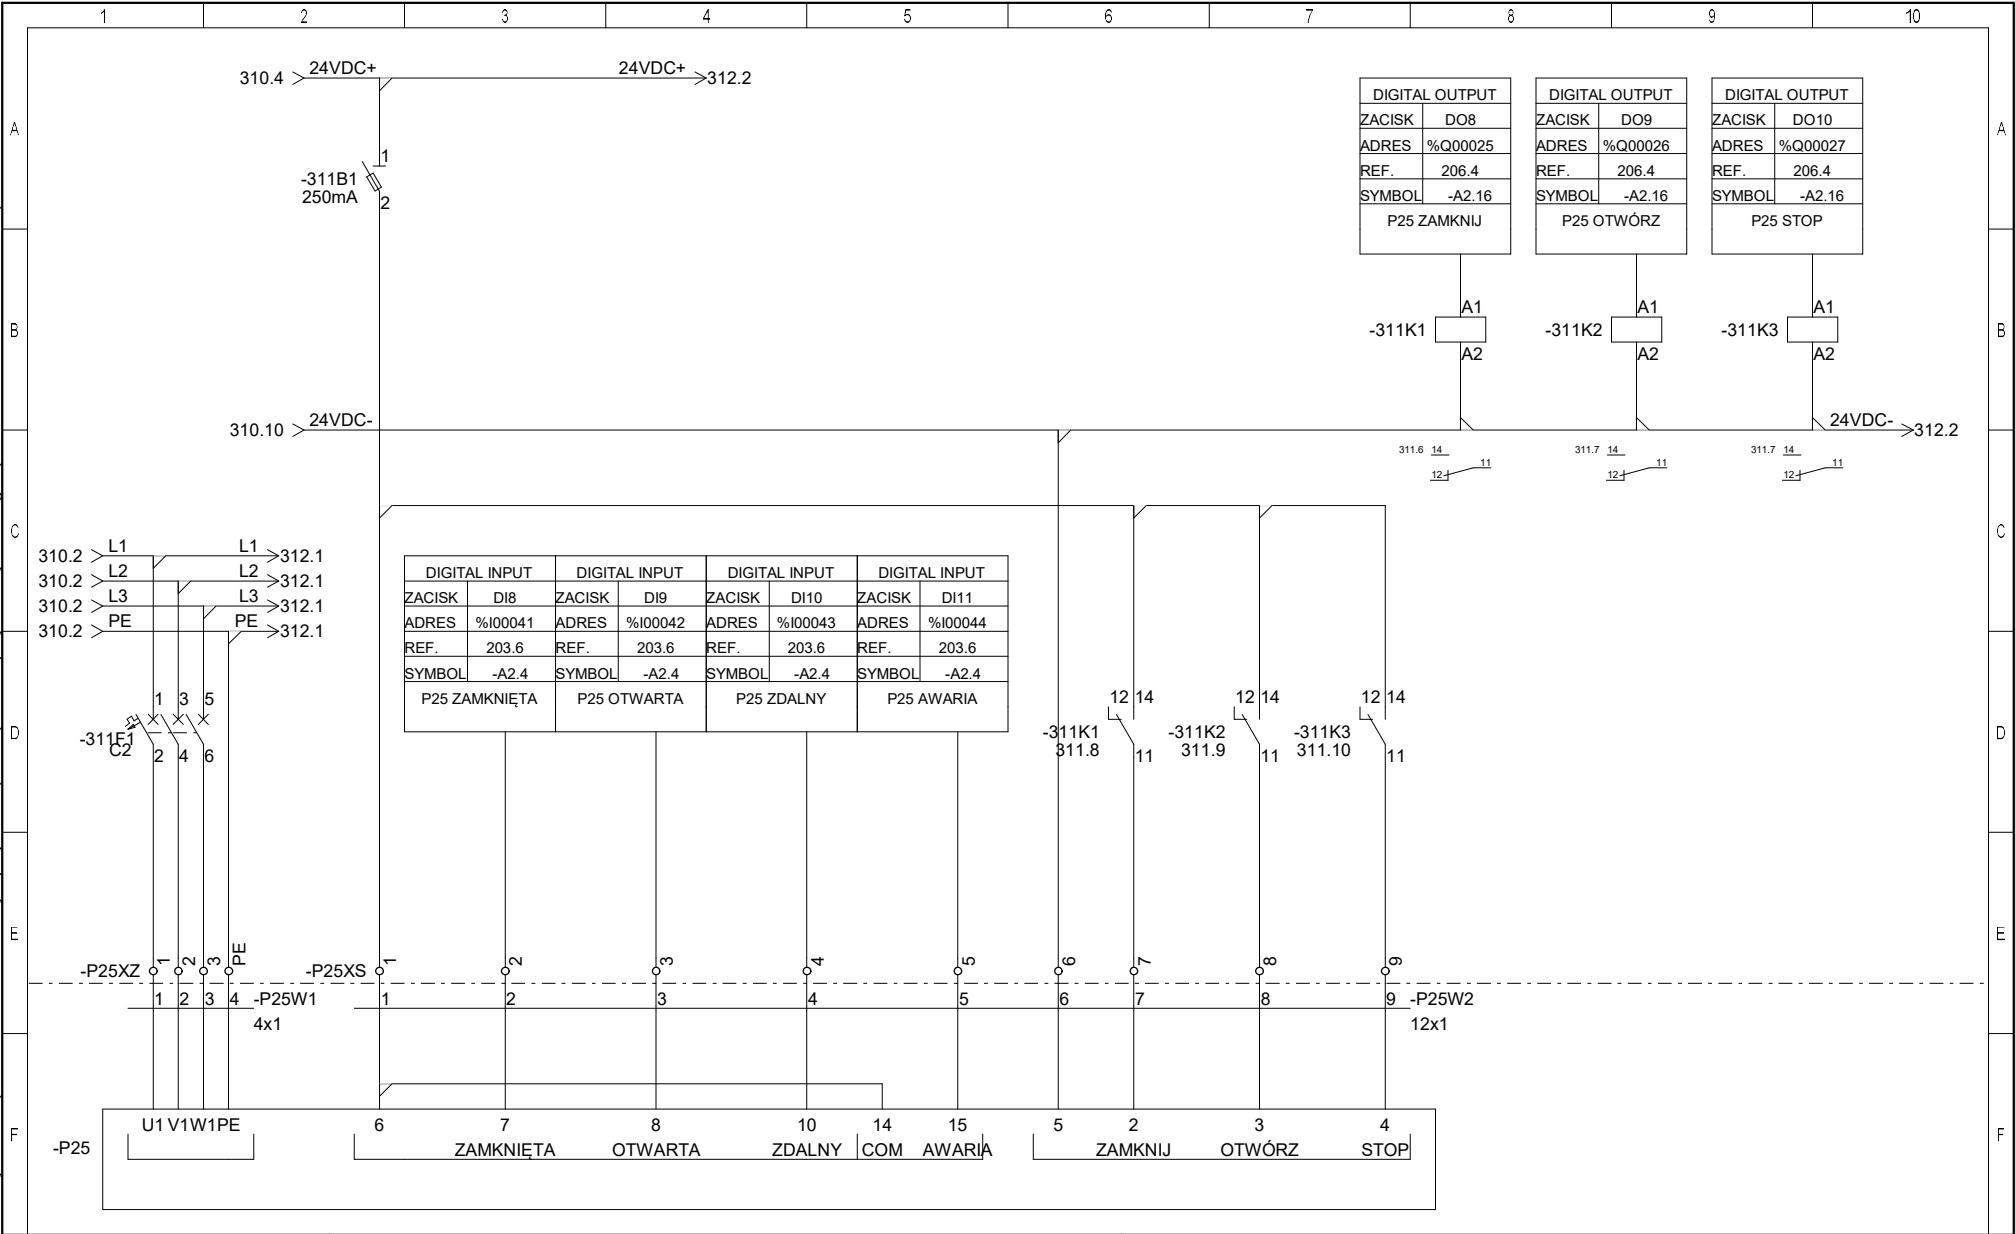 1 2 3 4 5 6 7 8 9 10
310.4 24VDC+ 24VDC+ 312.2
DIGITAL OUTPUT DIGITAL OUTPUT DIGITAL OUTPUT
A ZACISK DO8 ZACISK DO9 ZACISK DO10 A
ADRES %Q00025 ADRES %Q00026 ADRES %Q00027
REF. 206.4 REF. 206.4 REF. 206.4
SYMBOL -A2.16 SYMBOL -A2.16 SYMBOL -A2.16
P25 ZAMKNIJ P25 OTWÓRZ P25 STOP
1
-311B1
250mA
2
A1 A1 A1
B -311K1 -311K2 -311K3 B
A2 A2 A2
310.10 24VDC- 24VDC- 312.2
311.6 14 311.7 14 311.7 14
12 11 12 11 12 11
C C
310.2 L1 L1 312.1
310.2 L2 L2 312.1
310.2 L3 L3 312.1
310.2 PE PE 312.1
DIGITAL INPUT DIGITAL INPUT DIGITAL INPUT DIGITAL INPUT
ZACISK DI8 ZACISK DI9 ZACISK DI10 ZACISK DI11
ADRES %I00041 ADRES %I00042 ADRES %I00043 ADRES %I00044
REF. 203.6 REF. 203.6 REF. 203.6 REF. 203.6
SYMBOL -A2.4 SYMBOL -A2.4 SYMBOL -A2.4 SYMBOL -A2.4
P25 ZAMKNIĘTA P25 OTWARTA P25 ZDALNY P25 AWARIA
1 3 5 12 14 12 14 12 14
D -311F1 -311K1 -311K2 -311K3 D
C2 311.8 311.9 311.10
2 4 6 11 11 11
E E
-P25XZ 1 2 3 PE -P25XS 1 2 3 4 5 6 7 8 9
1 2 3 4 -P25W1 1 2 3 4 5 6 7 8 9 -P25W2
4x1 12x1
F U1 V1 W1 PE 6 7 8 10 14 15 5 2 3 4 F
-P25 ZAMKNIĘTA OTWARTA ZDALNY COM AWARIA ZAMKNIJ OTWÓRZ STOP